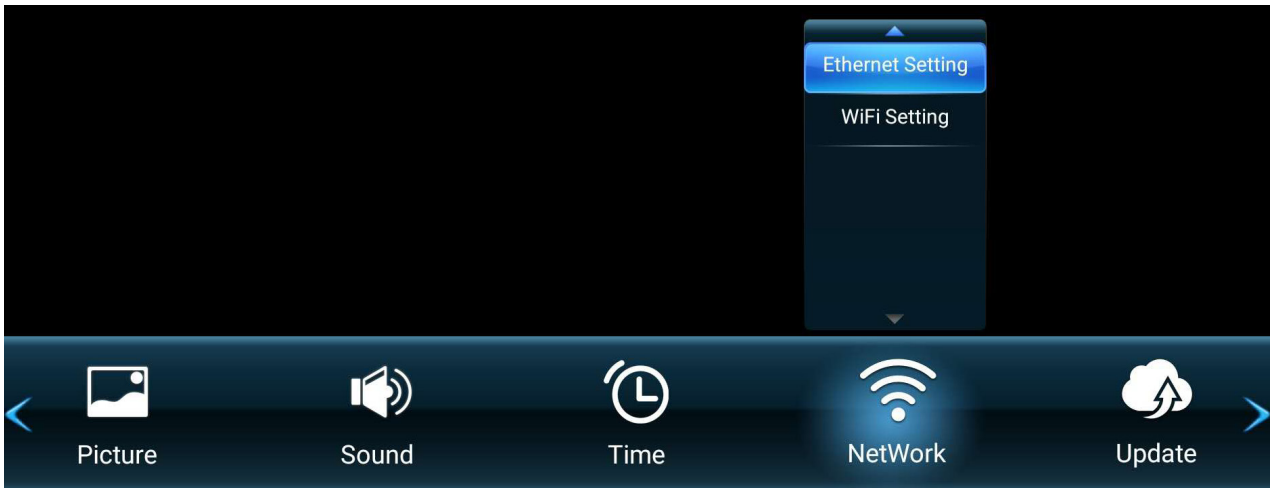 Ethernet Setting
WiFi Setting
Picture
Sound
Time
NetWork
Update